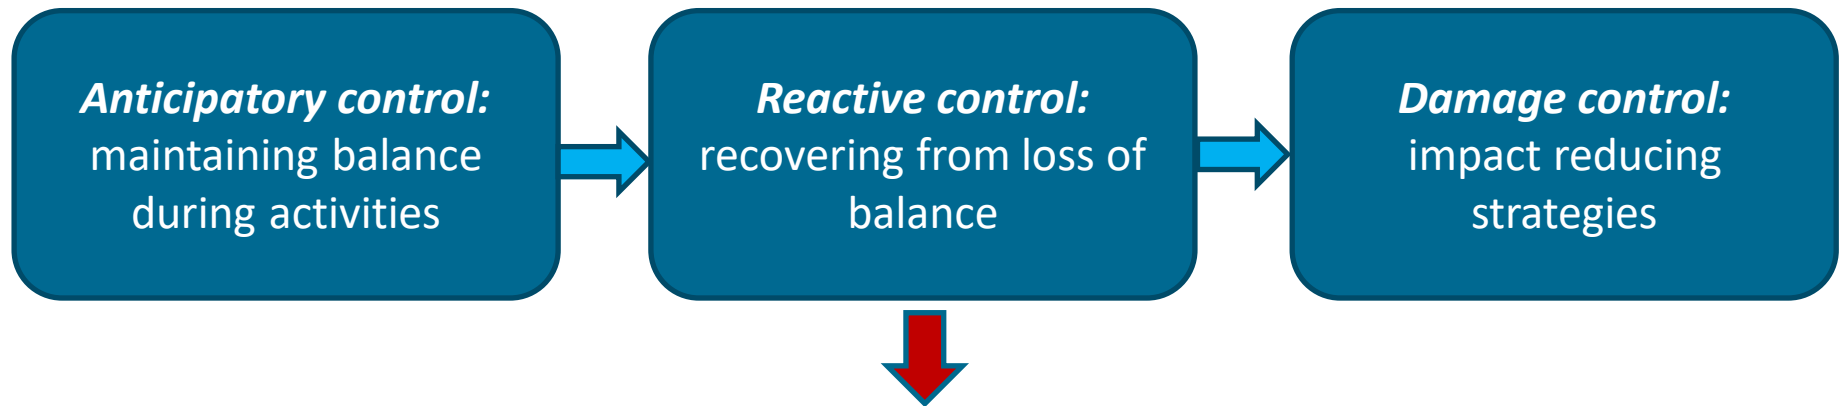 Anticipatory control:
maintaining balance
during activities
Reactive control:
recovering from loss of
balance
Damage control:
impact reducing
strategies